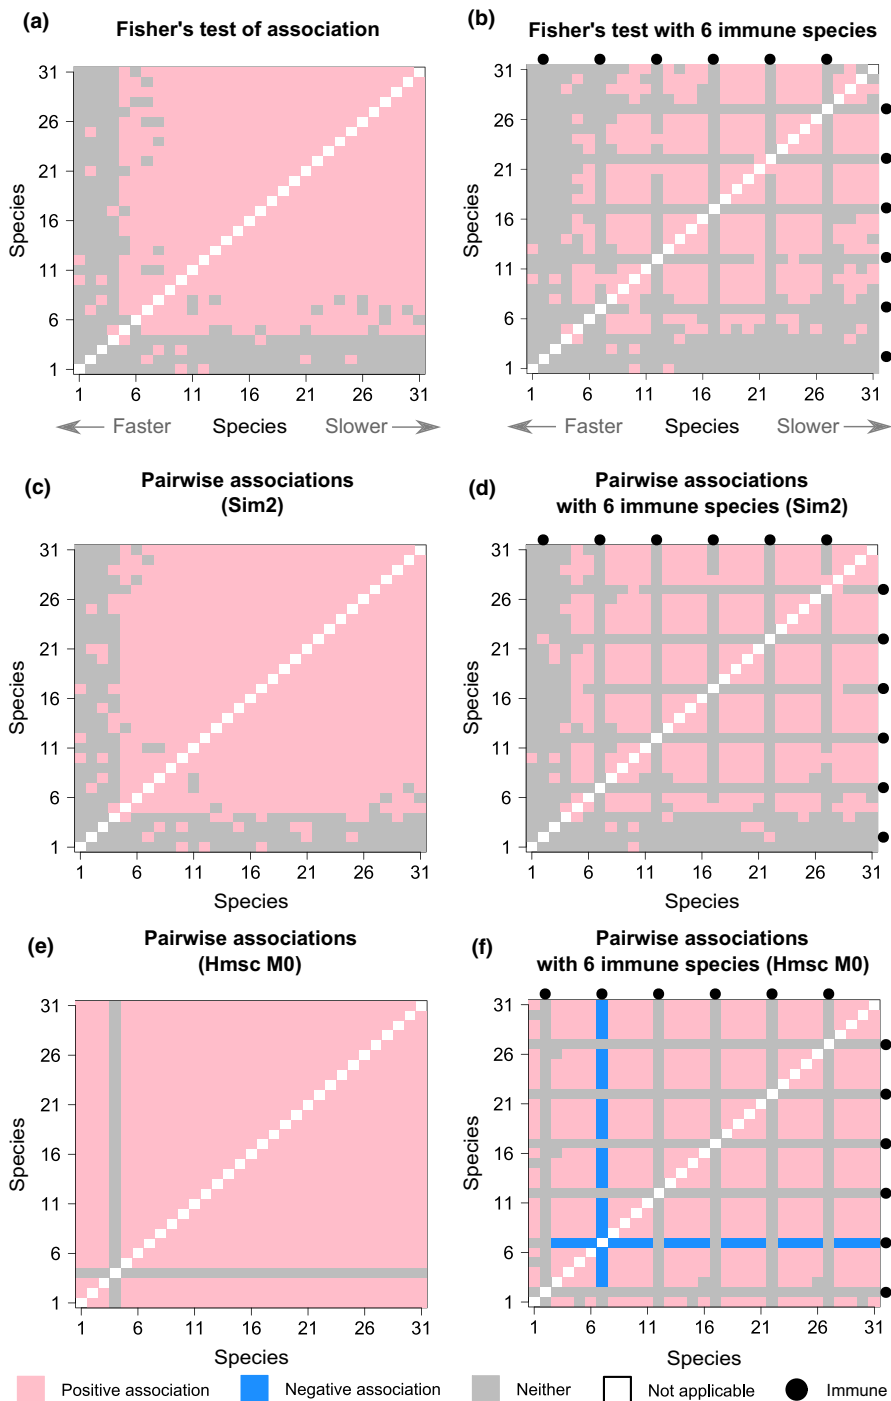 (a)
Fisher's test of association
31
26
21
16
11
6
1
Species
1 6 11 16 21 26 31
Faster Species Slower
(b)
Fisher's test with 6 immune species
31
26
21
16
11
6
1
Species
1 6 11 16 21 26 31
Faster Species Slower
(c)
Pairwise associations
(Sim2)
31
26
21
16
11
6
1
Species
1 6 11 16 21 26 31
Species
(d)
Pairwise associations
with 6 immune species (Sim2)
31
26
21
16
11
6
1
Species
1 6 11 16 21 26 31
Species
(e)
Pairwise associations
(Hmsc M0)
31
26
21
16
11
6
1
Species
1 6 11 16 21 26 31
Species
(f)
Pairwise associations
with 6 immune species (Hmsc M0)
31
26
21
16
11
6
1
Species
1 6 11 16 21 26 31
Species
Positive association Negative association Neither Not applicable Immune